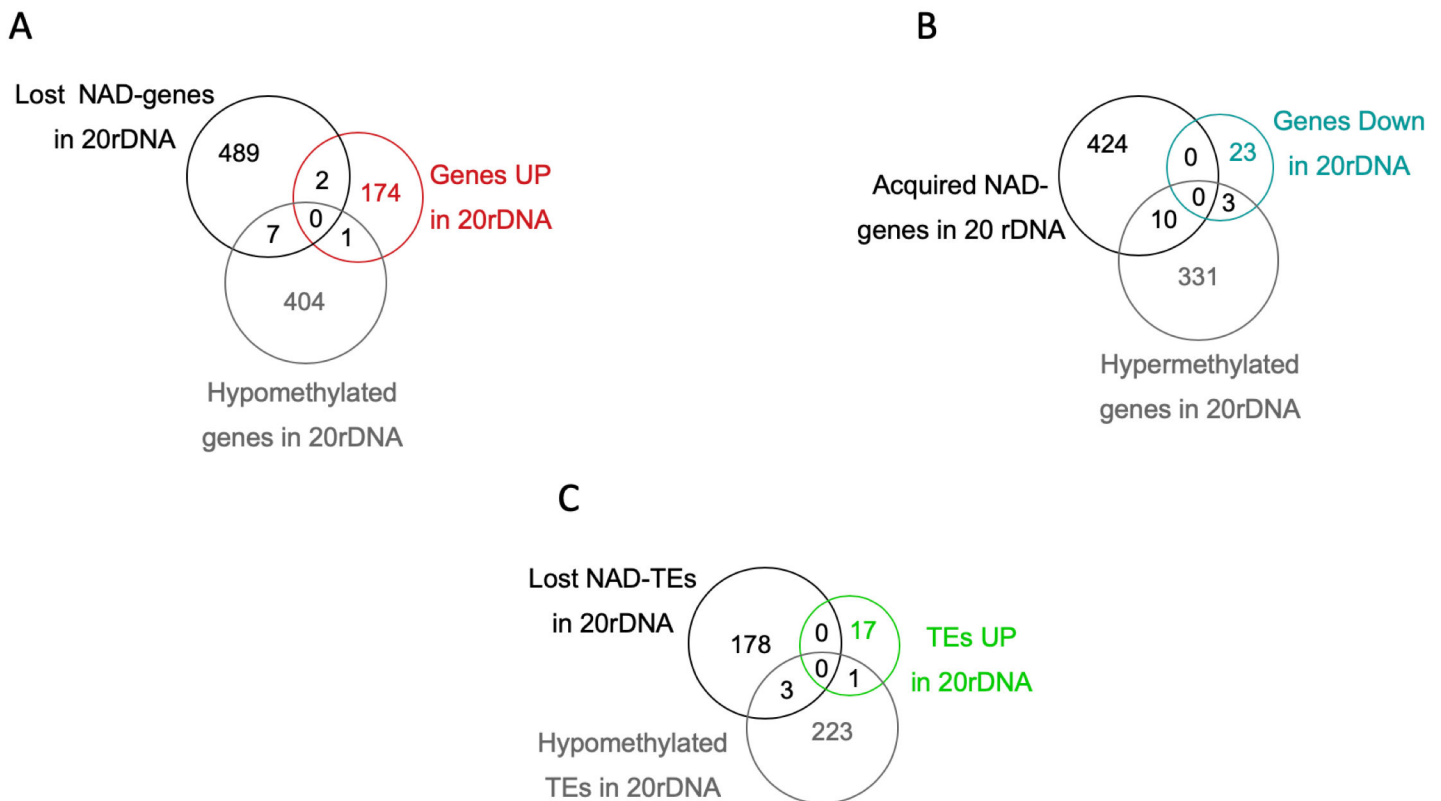 A
Lost NAD-genes
in 20rDNA
489
2
174
Genes UP
in 20rDNA
7
0
1
404
Hypomethylated
genes in 20rDNA
B
424
0
23
Genes Down
in 20rDNA
Acquired NAD-
genes in 20 rDNA
10
0
3
331
Hypermethylated
genes in 20rDNA
C
Lost NAD-TEs
in 20rDNA
178
0
17
TEs UP
in 20rDNA
3
0
1
223
Hypomethylated
TEs in 20rDNA